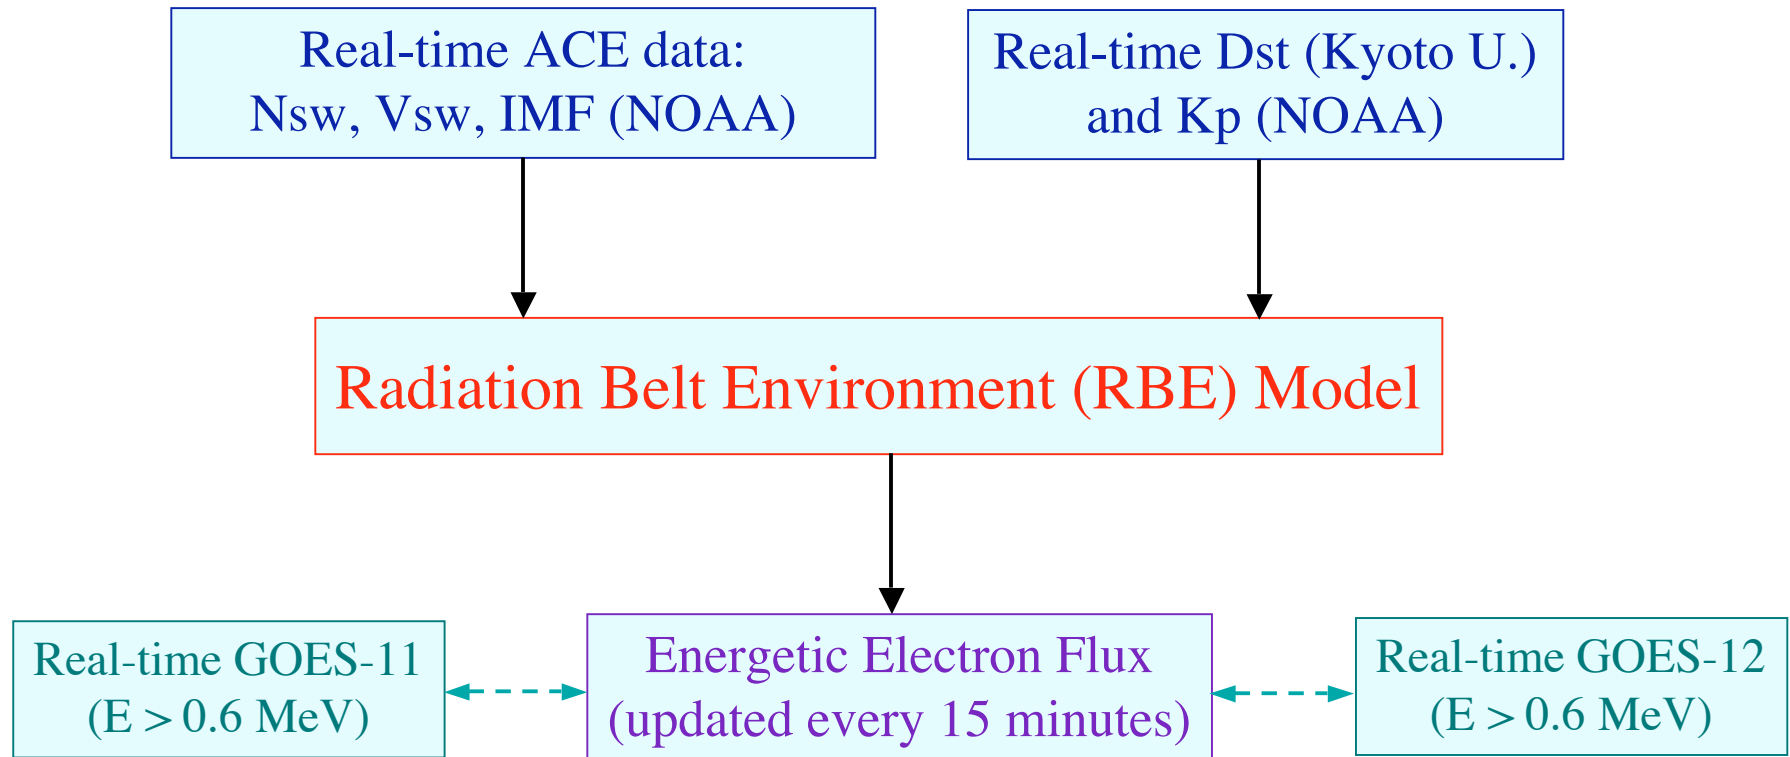 Real-time ACE data:
Nsw, Vsw, IMF (NOAA)
Real-time Dst (Kyoto U.)
and Kp (NOAA)
Radiation Belt Environment (RBE) Model
Real-time GOES-11
(E > 0.6 MeV)
Energetic Electron Flux
(updated every 15 minutes)
Real-time GOES-12
(E > 0.6 MeV)